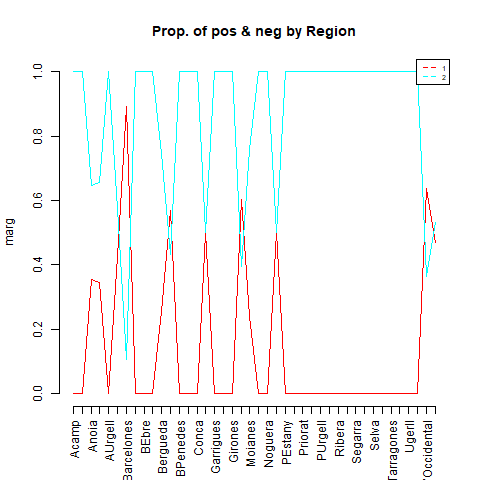 Prop. of pos & neg by Region
marg
1.0
0.8
0.6
0.4
0.2
0.0
1
2
Acamp
Anoia
AUrgell
Barcelones
BEbre
Bergueda
BPenedes
Conca
Garrigues
Girones
Moianes
Noguera
PEstany
Priorat
PUrgell
Ribera
Segarra
Selva
Tarragones
Ugerll
'Occidental